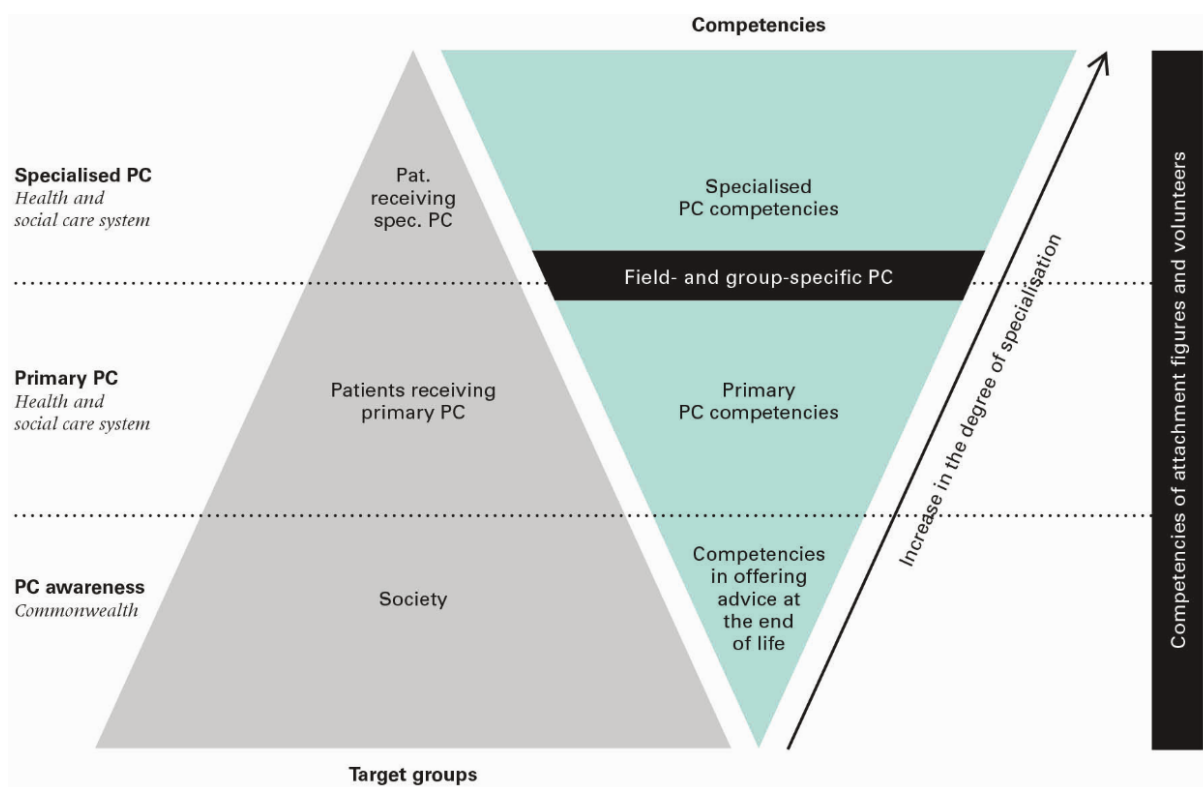 Competencies
Specialised PC
Health and
social care system
Pat.
receiving
spec. PC
Specialised
PC competencies
Field- and group-specific PC
Primary PC
Health and
social care system
Patients receiving
primary PC
Primary
PC competencies
PC awareness
Commonwealth
Society
Competencies
in offering
advice at
the end
of life
Increase in the degree of specialisation
Competencies of attachment figures and volunteers
Target groups